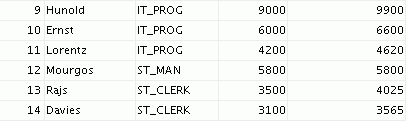 9 Hunold IT_PROG 9000 9900
10 Ernst IT_PROG 6000 6600
11 Lorentz IT_PROG 4200 4620
12 Mourgos ST_MAN 5800 5800
13 Rajs ST_CLERK 3500 4025
14 Davies ST_CLERK 3100 3565